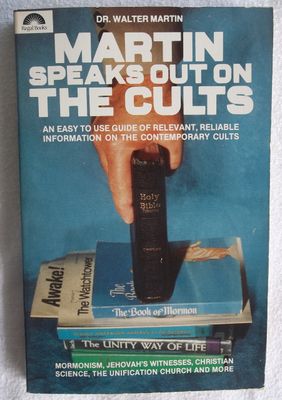 DR. WALTER MARTIN
Regal Books
MARTIN
SPEAKS OUT ON
THE CULTS
AN EASY TO USE GUIDE OF RELEVANT, RELIABLE
INFORMATION ON THE CONTEMPORARY CULTS
Holy
Bible
Awake!
The Watchtower
The Book of Mormon
The UNITY WAY OF LIFE
MORMONISM, JEHOVAH'S WITNESSES, CHRISTIAN
SCIENCE, THE UNIFICATION CHURCH AND MORE